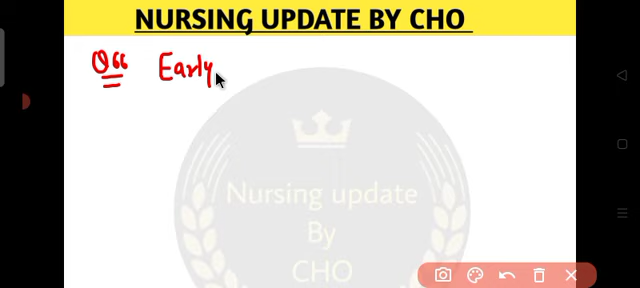 NURSING UPDATE BY CHO
Q66 Early
Nursing update
By
CHO